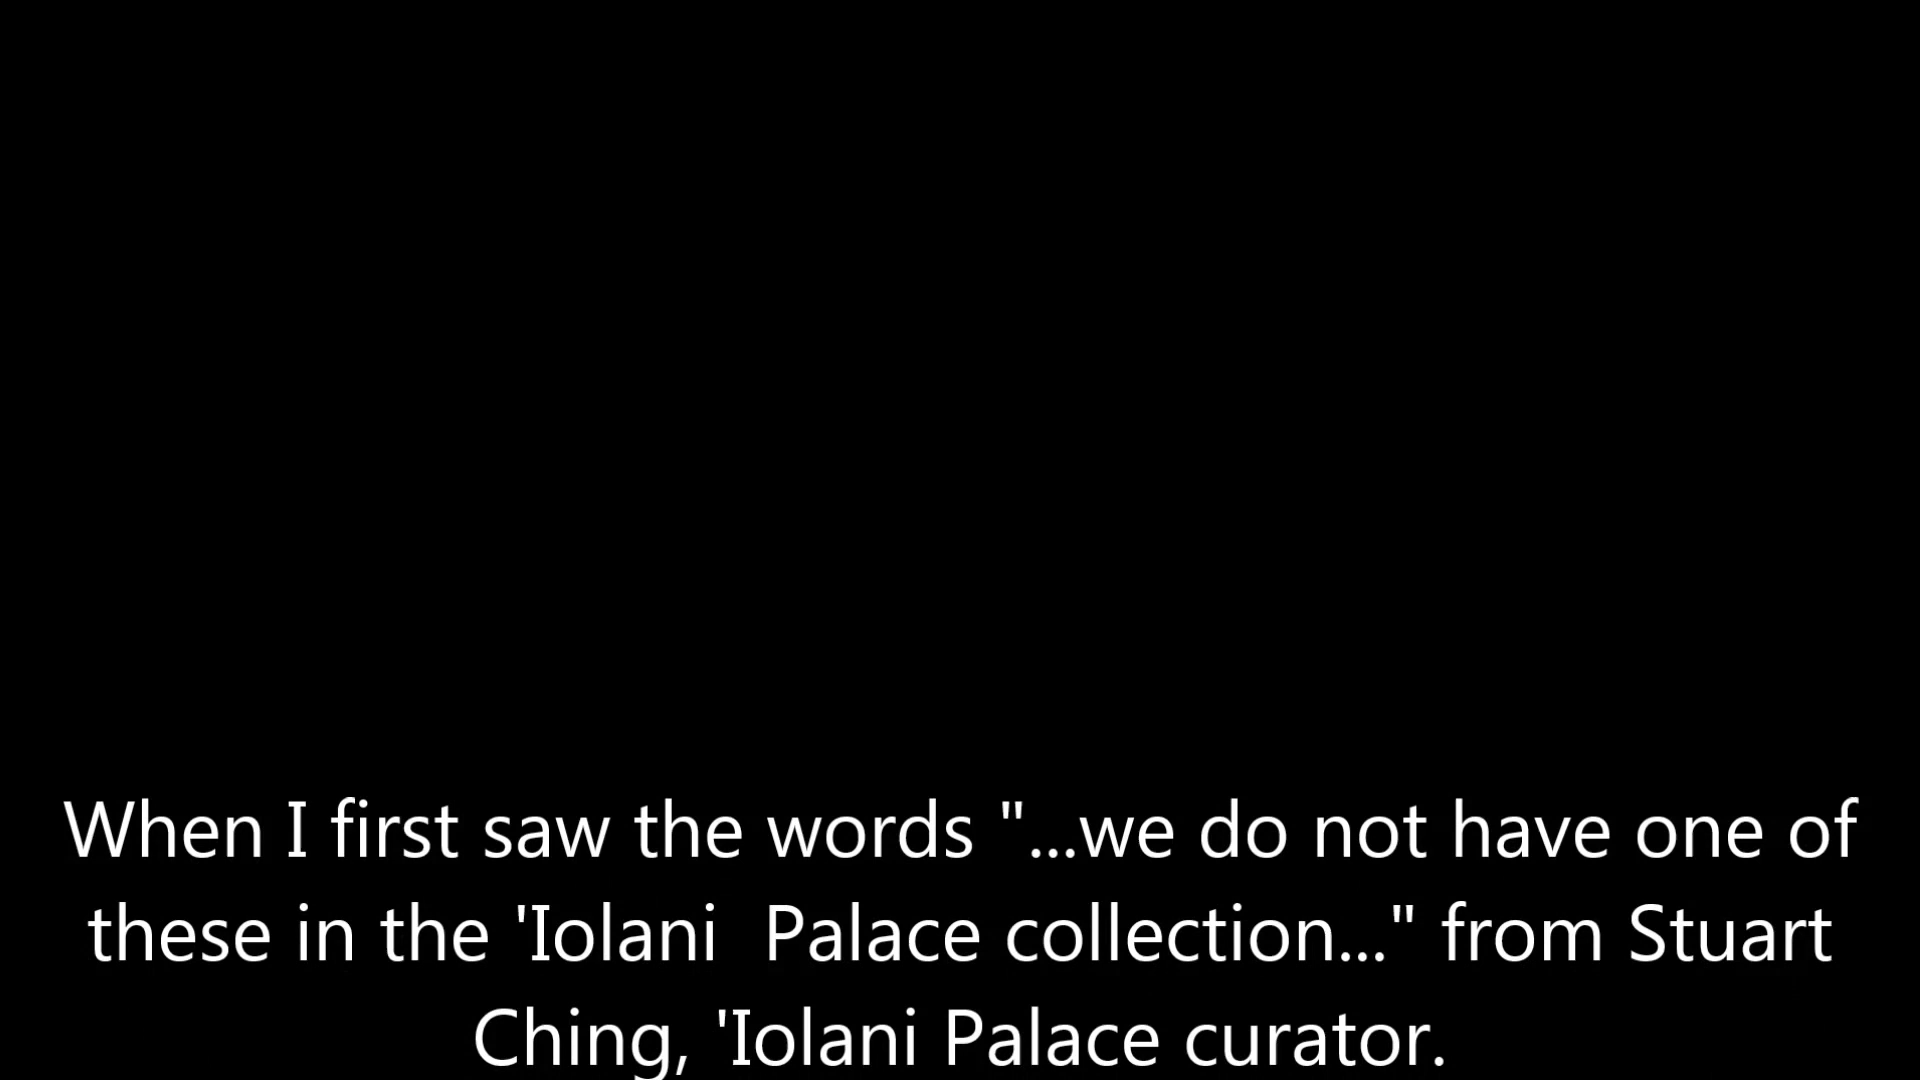 When I first saw the words "...we do not have one of
these in the 'Iolani  Palace collection..." from Stuart
Ching, 'Iolani Palace curator.